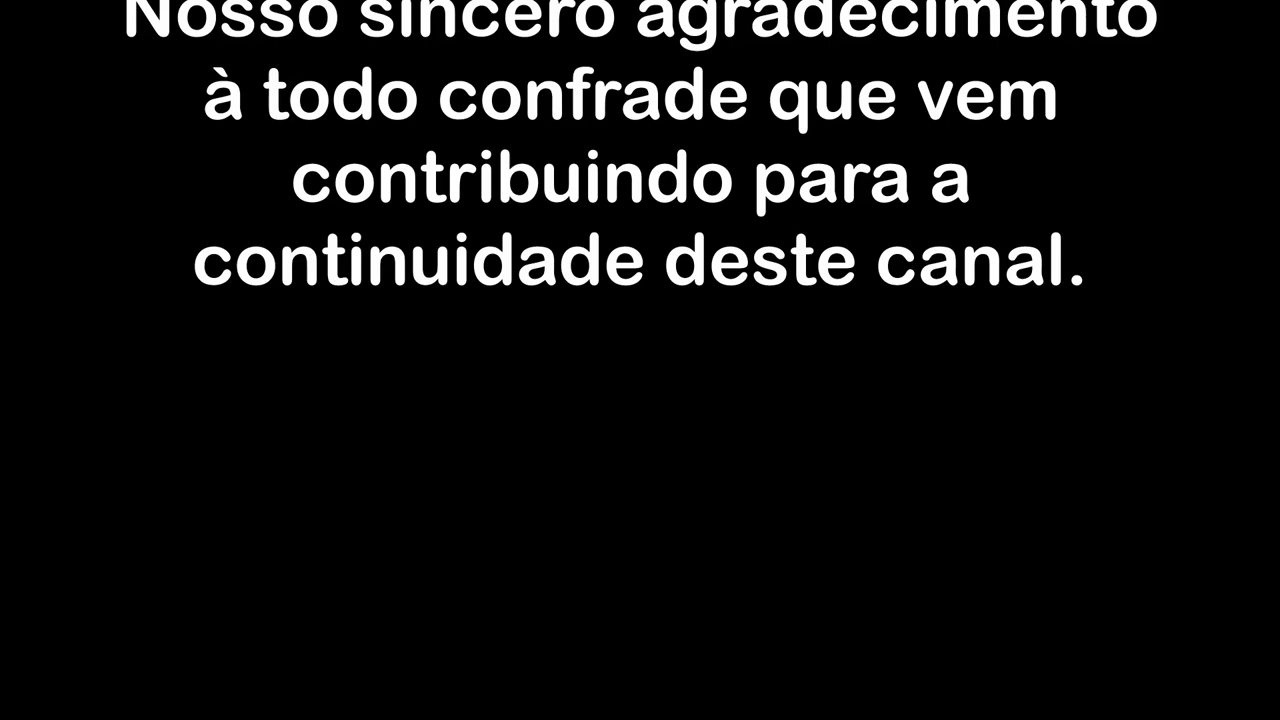 Nosso sincero agradecimento
à todo confrade que vem
contribuindo para a
continuidade deste canal.